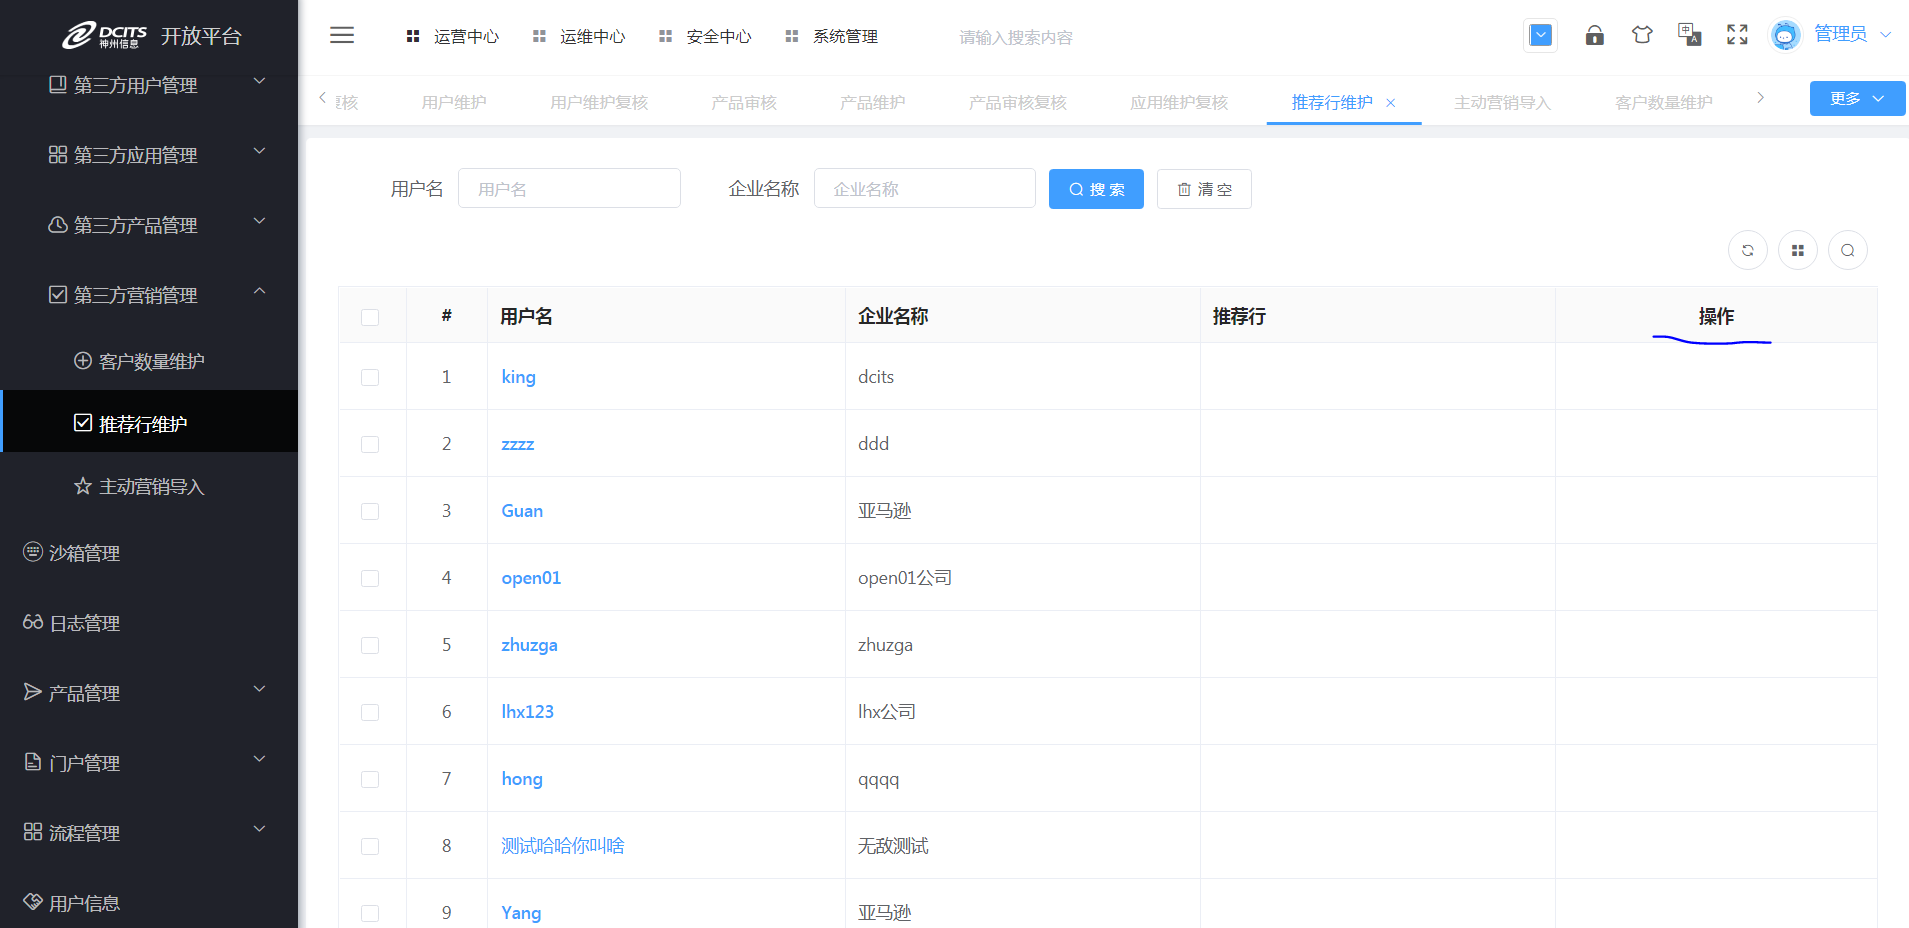 DCITS 神州信息 开放平台
运营中心 运维中心 安全中心 系统管理 请输入搜索内容 中 A 管理员
复核 用户维护 用户维护复核 产品审核 产品维护 产品审核复核 应用维护复核 推荐行维护 主动营销导入 客户数量维护 更多
第三方用户管理
第三方应用管理
第三方产品管理
第三方营销管理
客户数量维护
推荐行维护
主动营销导入
沙箱管理
日志管理
产品管理
门户管理
流程管理
用户信息
用户名 用户名 企业名称 企业名称 搜 索 清 空
# 用户名 企业名称 推荐行 操作
1 king dcits
2 zzzz ddd
3 Guan 亚马逊
4 open01 open01公司
5 zhuzga zhuzga
6 lhx123 lhx公司
7 hong qqqq
8 测试哈哈你叫啥 无敌测试
9 Yang 亚马逊